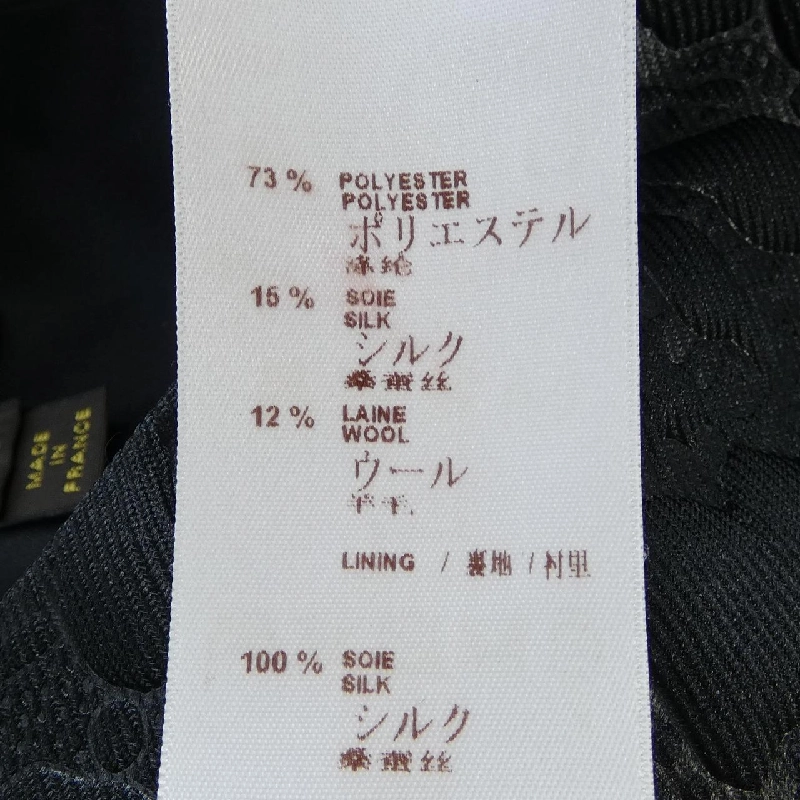 73 % POLYESTER
POLYESTER
ポリエステル
涤纶
15 % SOIE
SILK
シルク
桑蚕丝
12 % LAINE
WOOL
ウール
羊毛
LINING / 裏地 / 衬里
100 % SOIE
SILK
シルク
桑蚕丝
MADE
IN
FRANCE